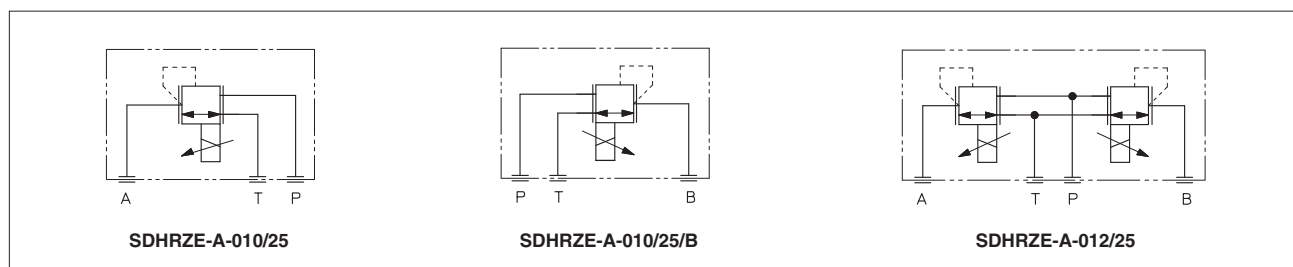 A T P
P T B
A T P B
SDHRZE-A-010/25
SDHRZE-A-010/25/B
SDHRZE-A-012/25